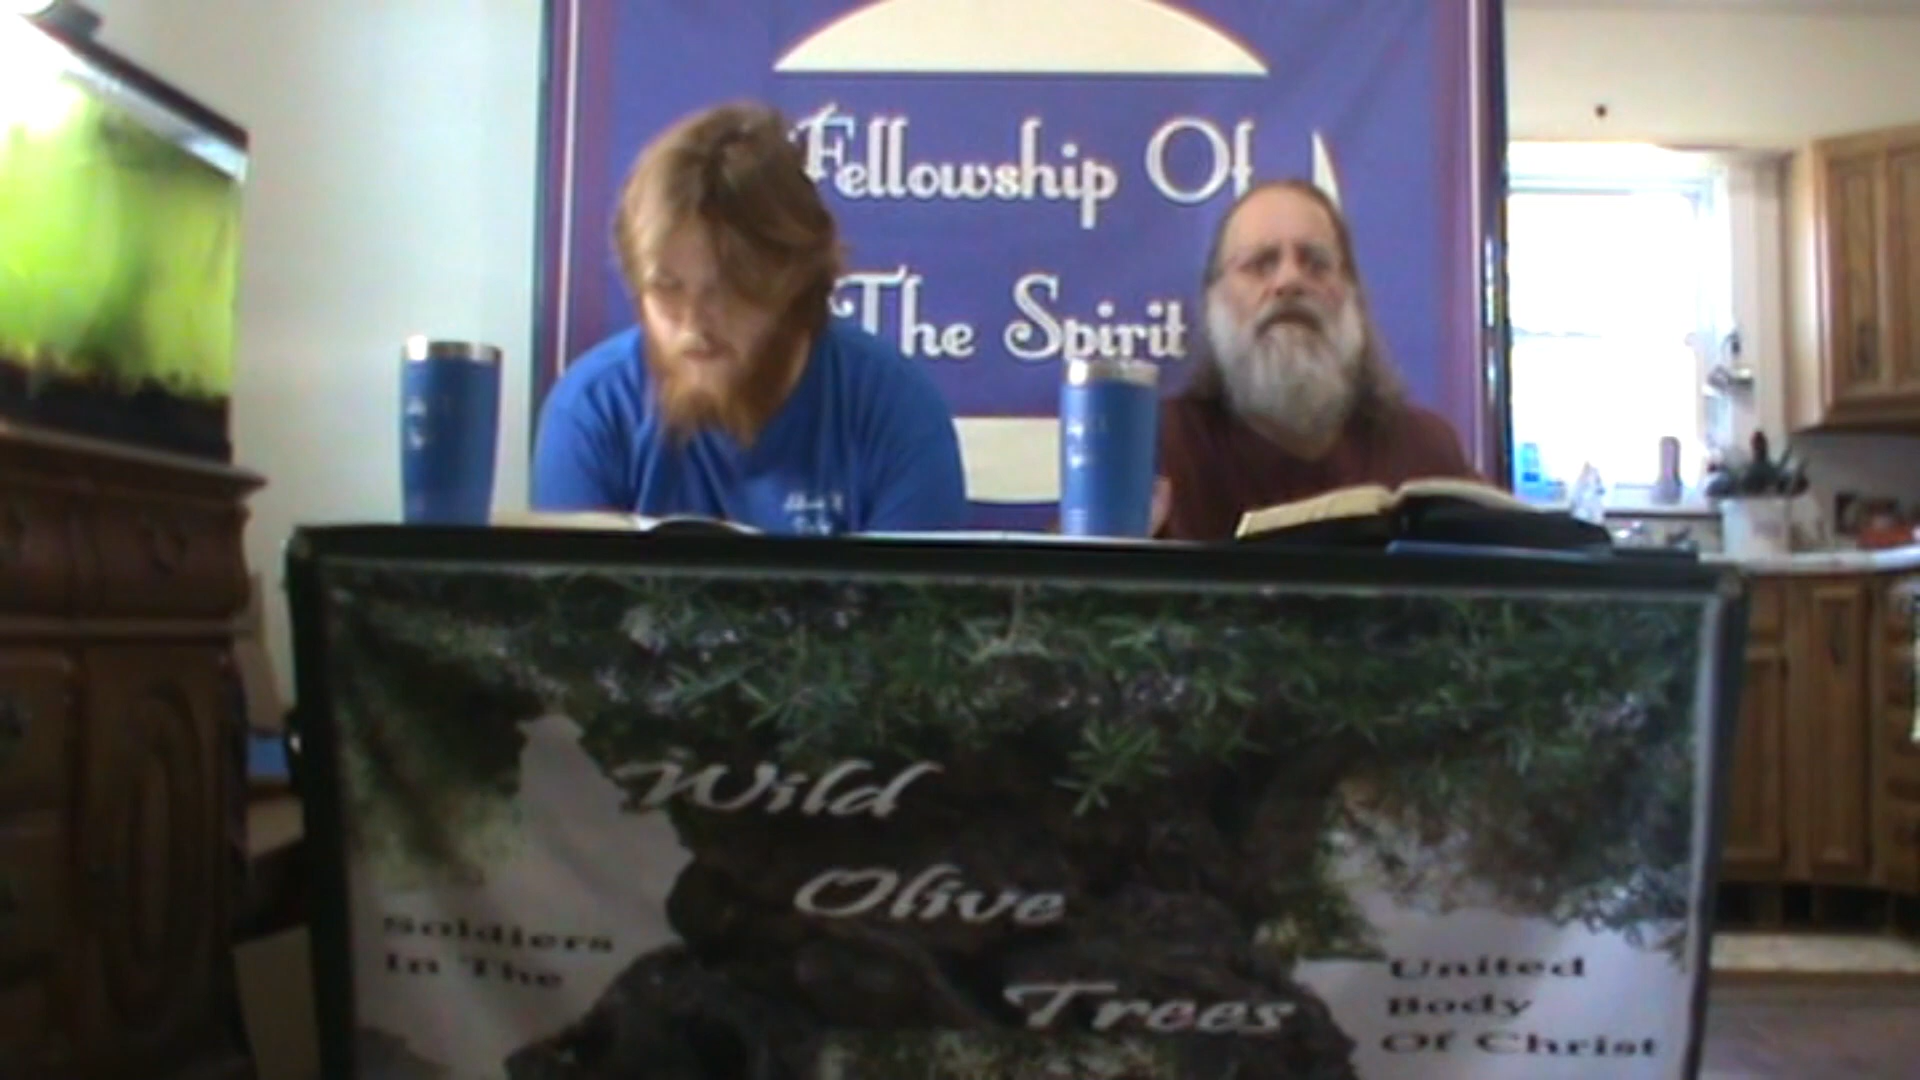 Fellowship Of
The Spirit
Wild
Olive
Trees
Soldiers
In The
United
Body
Of Christ